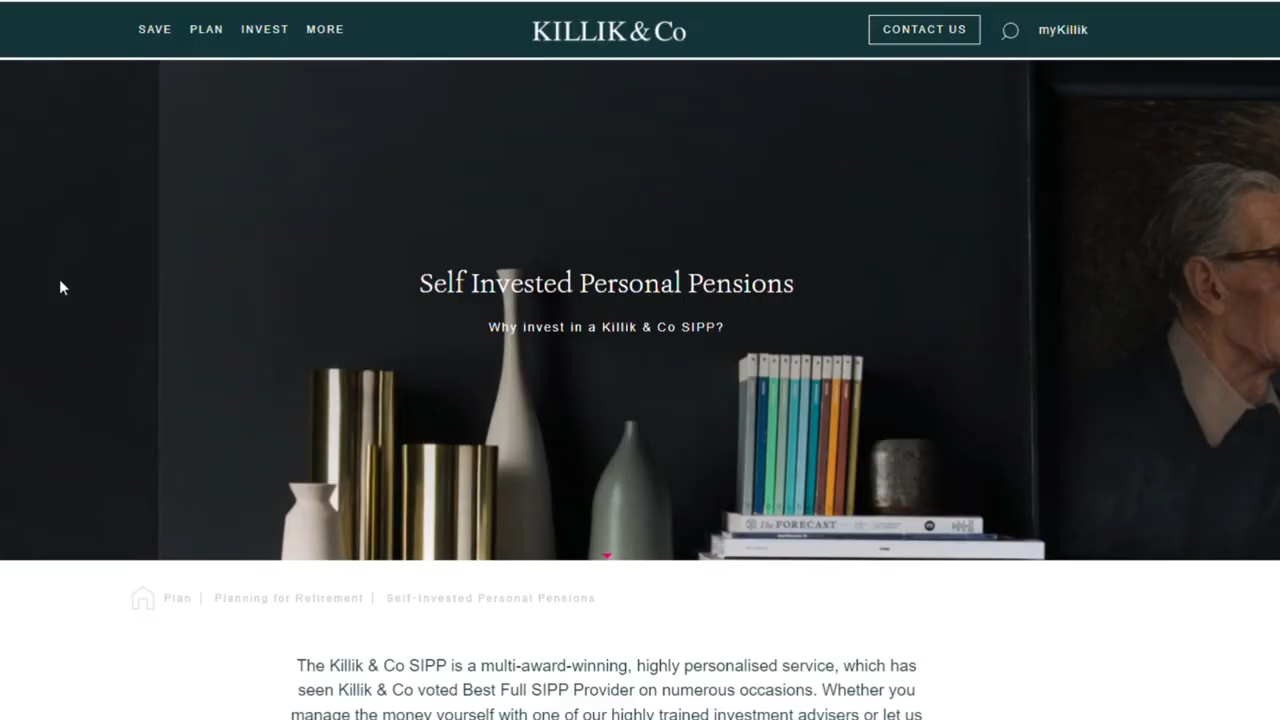 SAVE PLAN INVEST MORE KILLIK & Co CONTACT US myKillik
Self Invested Personal Pensions
Why invest in a Killik & Co SIPP?
The FORECAST
Plan | Planning for Retirement | Self-Invested Personal Pensions
The Killik & Co SIPP is a multi-award-winning, highly personalised service, which has
seen Killik & Co voted Best Full SIPP Provider on numerous occasions. Whether you
manage the money yourself with one of our highly trained investment advisers or let us